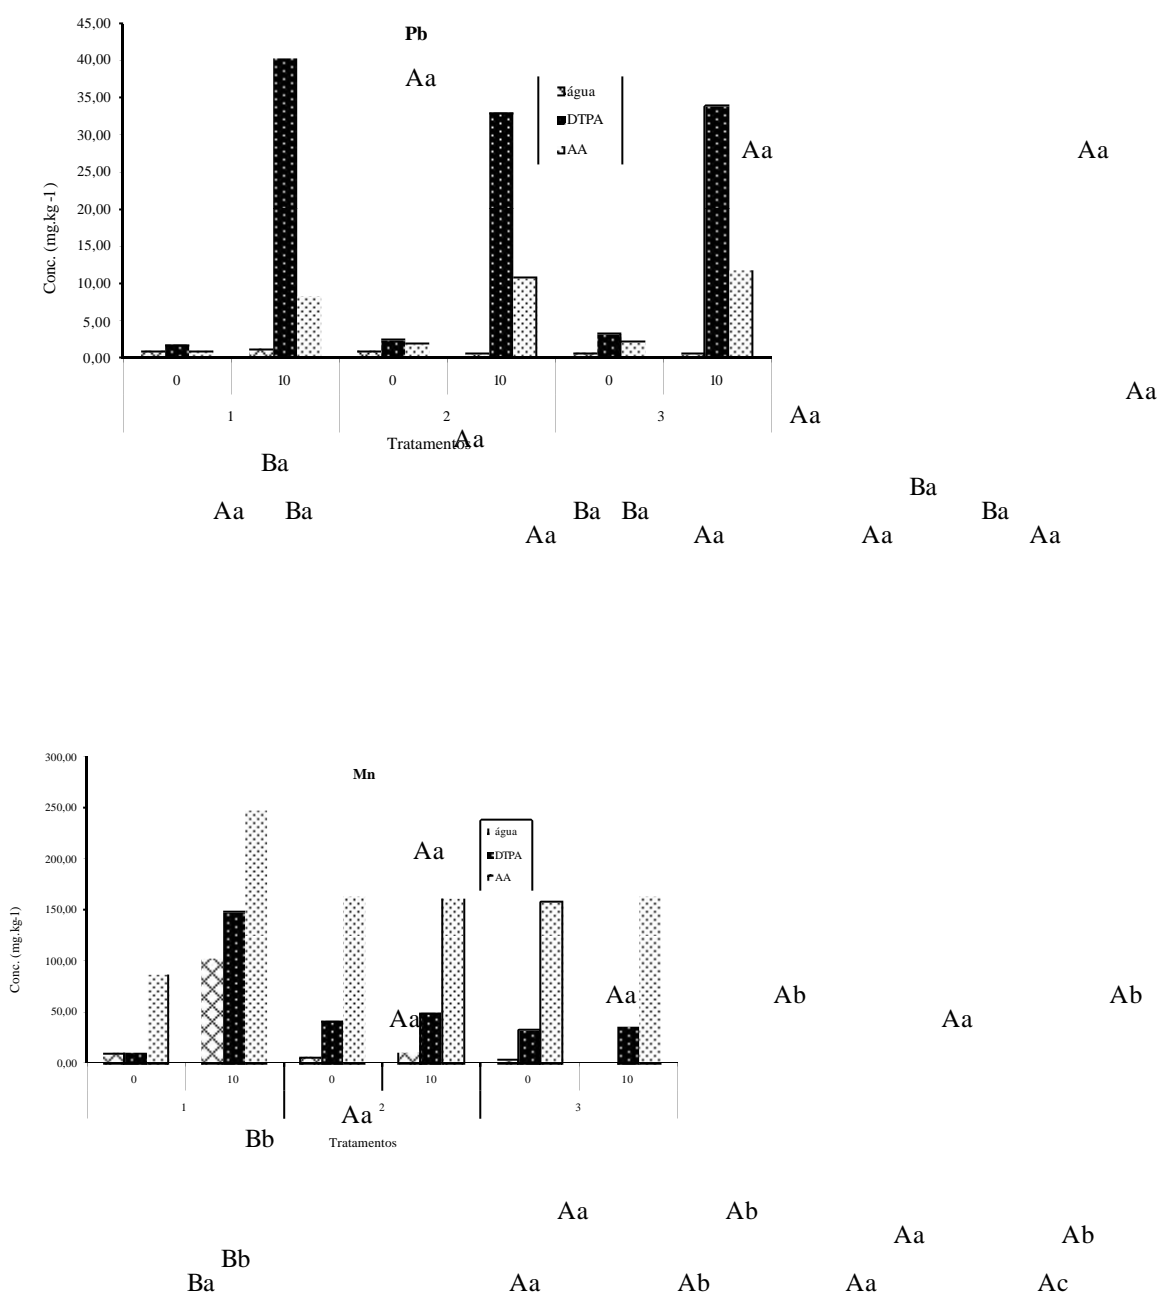 45,00
Pb
40,00
Aa
35,00
água
DTPA
30,00
AA
Aa Aa
25,00
20,00
Conc. (mg.kg-1)
15,00
10,00
5,00
0,00
0 10 0 10 0 10
Aa
1 2 3
Aa
Tratamentos
Aa
Ba
Ba
Aa Ba Ba Ba Ba
Aa Aa Aa Aa
300,00
Mn
250,00
água
Aa
DTPA
200,00
AA
150,00
Conc. (mg.kg-1)
100,00
Aa Ab Ab
50,00
Aa Aa
0,00
0 10 0 10 0 10
1 2 3
Aa
Bb
Tratamentos
Aa Ab
Aa Ab
Bb
Ba Aa Ab Aa Ac